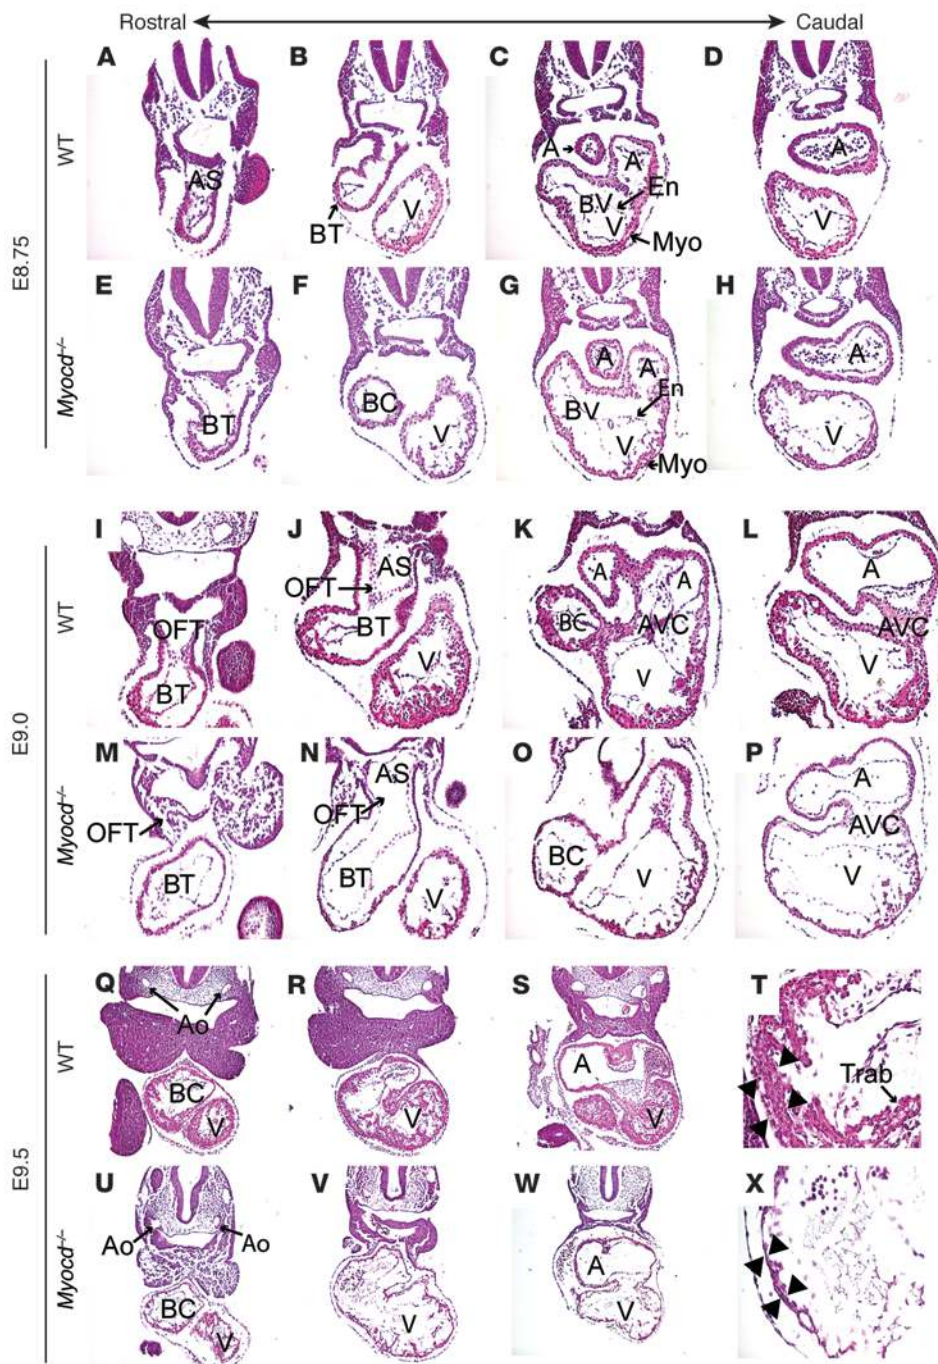 Rostral Caudal
A B C D
WT
AS
BT
V
A
A
BV
En
V
Myo
A
V
E8.75
E F G H
Myocd–/–
BT
BC
V
A
A
BV
En
V
Myo
A
V
I J K L
WT
OFT
BT
AS
OFT
BT
V
A
A
BC
AVC
V
A
AVC
V
E9.0
M N O P
Myocd–/–
OFT
BT
AS
OFT
BT
V
BC
V
A
AVC
V
Q R S T
WT
Ao
BC
V
V
A
V
Trab
E9.5
U V W X
Myocd–/–
Ao Ao
BC
V
V
A
V